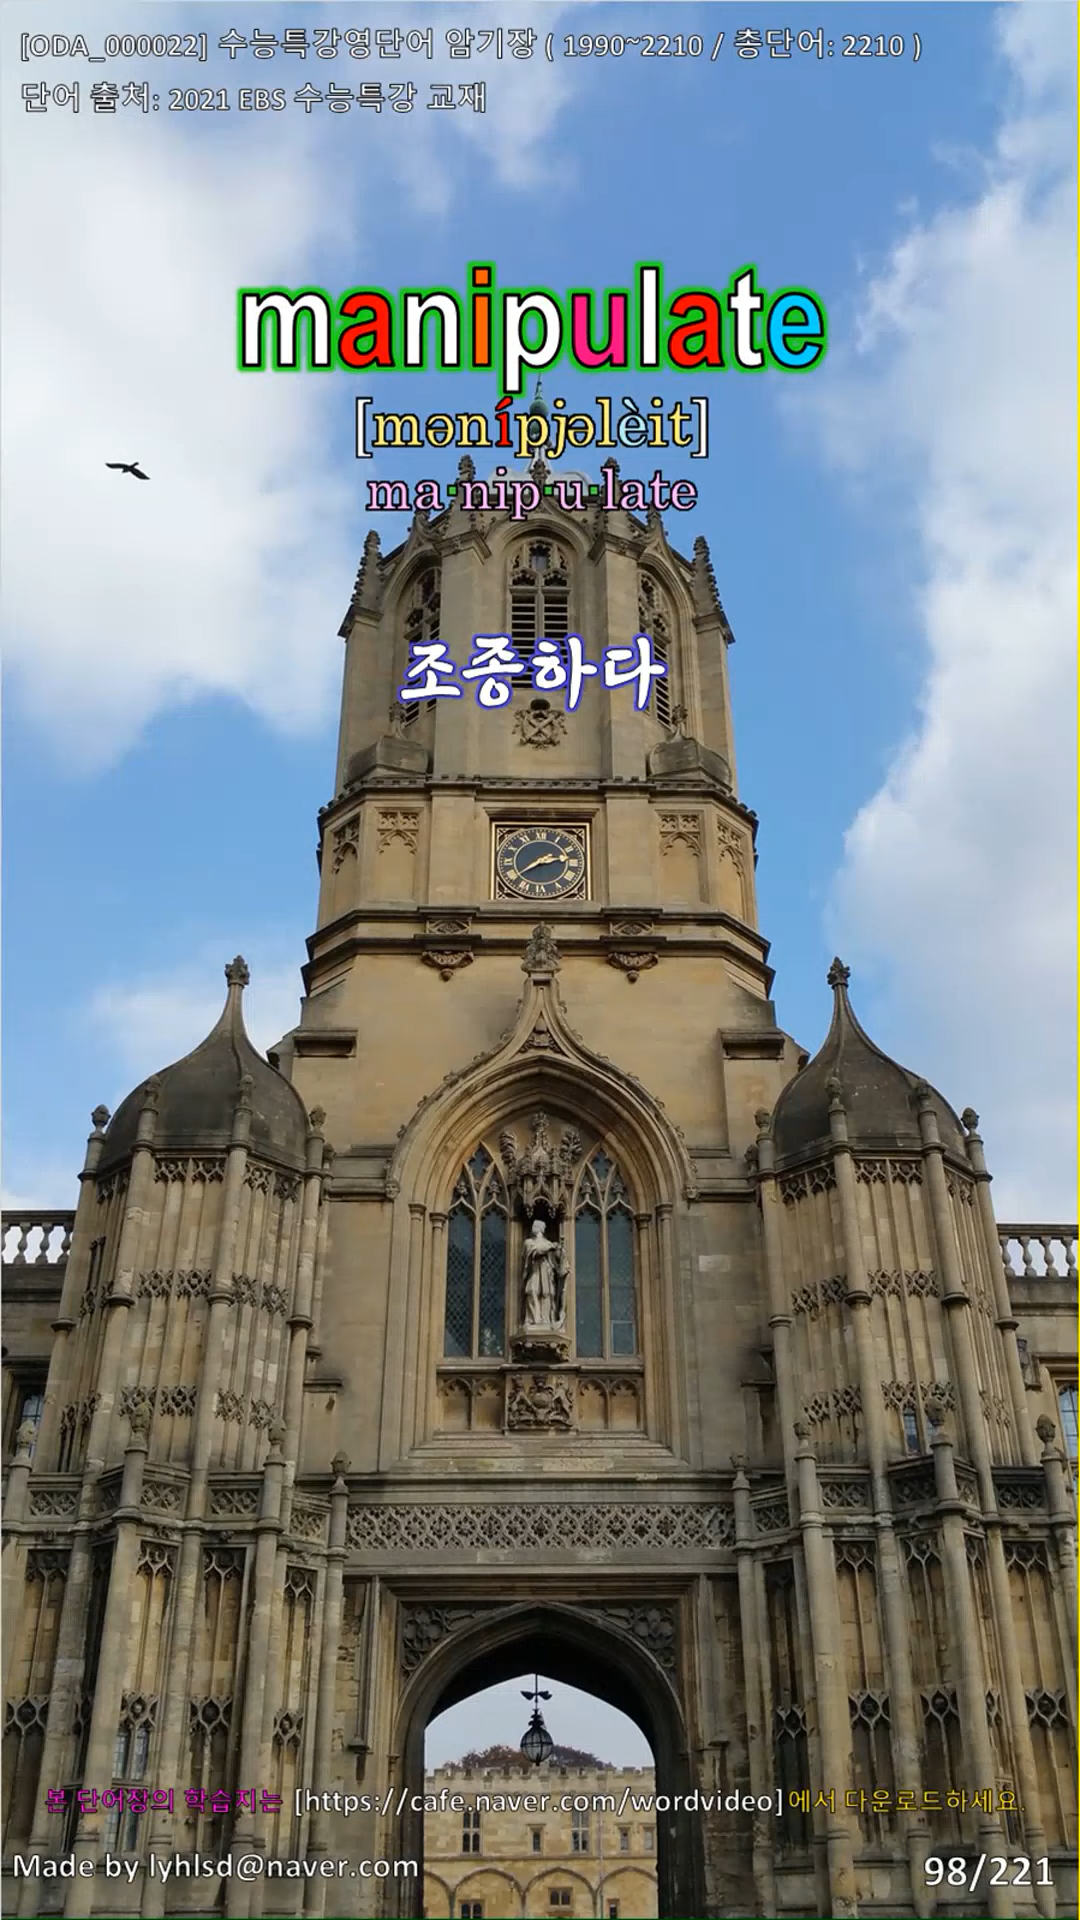 [ODA_000022] 수능특강영단어 암기장 ( 1990~2210 / 총단어: 2210 )
단어 출처: 2021 EBS 수능특강 교재
manipulate
[mənípjəlèit]
ma·nip·u·late
조종하다
본 단어장의 학습지는 [https://cafe.naver.com/wordvideo]에서 다운로드하세요.
Made by lyhlsd@naver.com
98/221